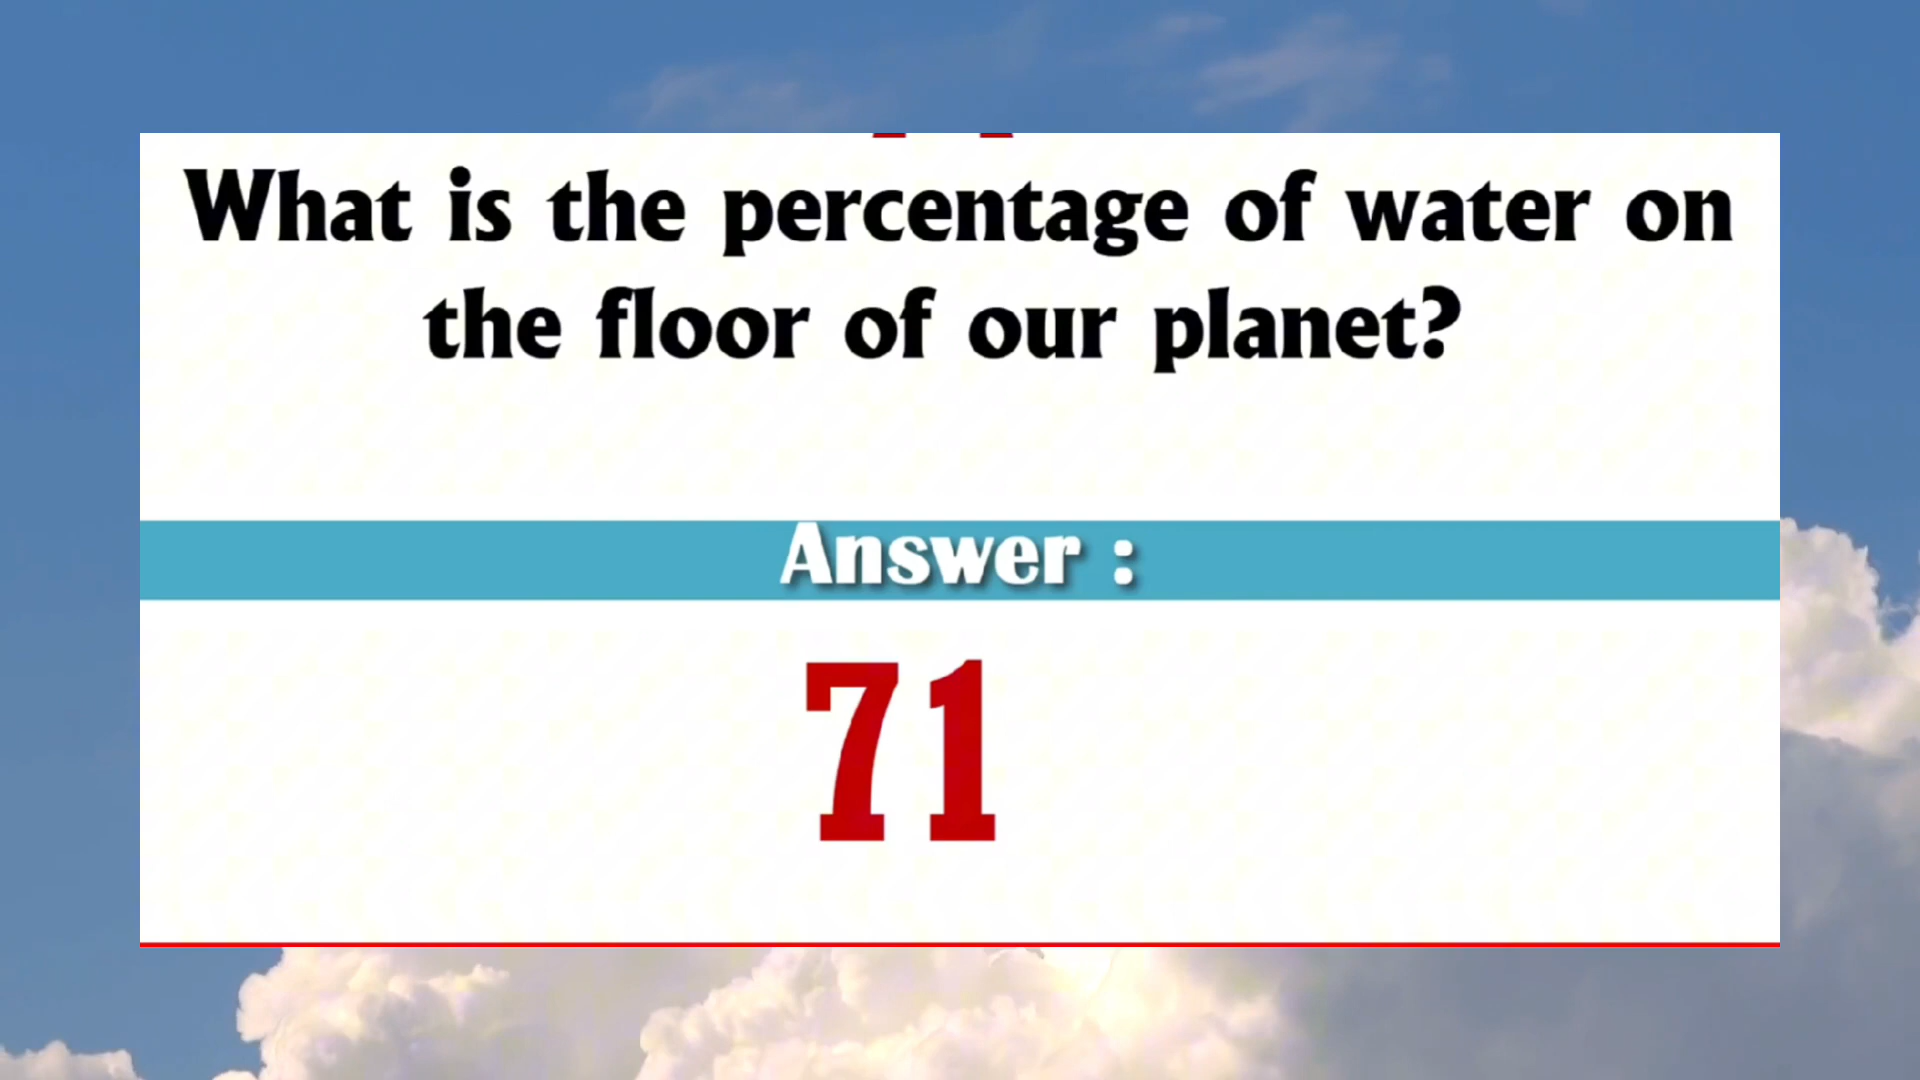 What is the percentage of water on
the floor of our planet?
Answer :
71